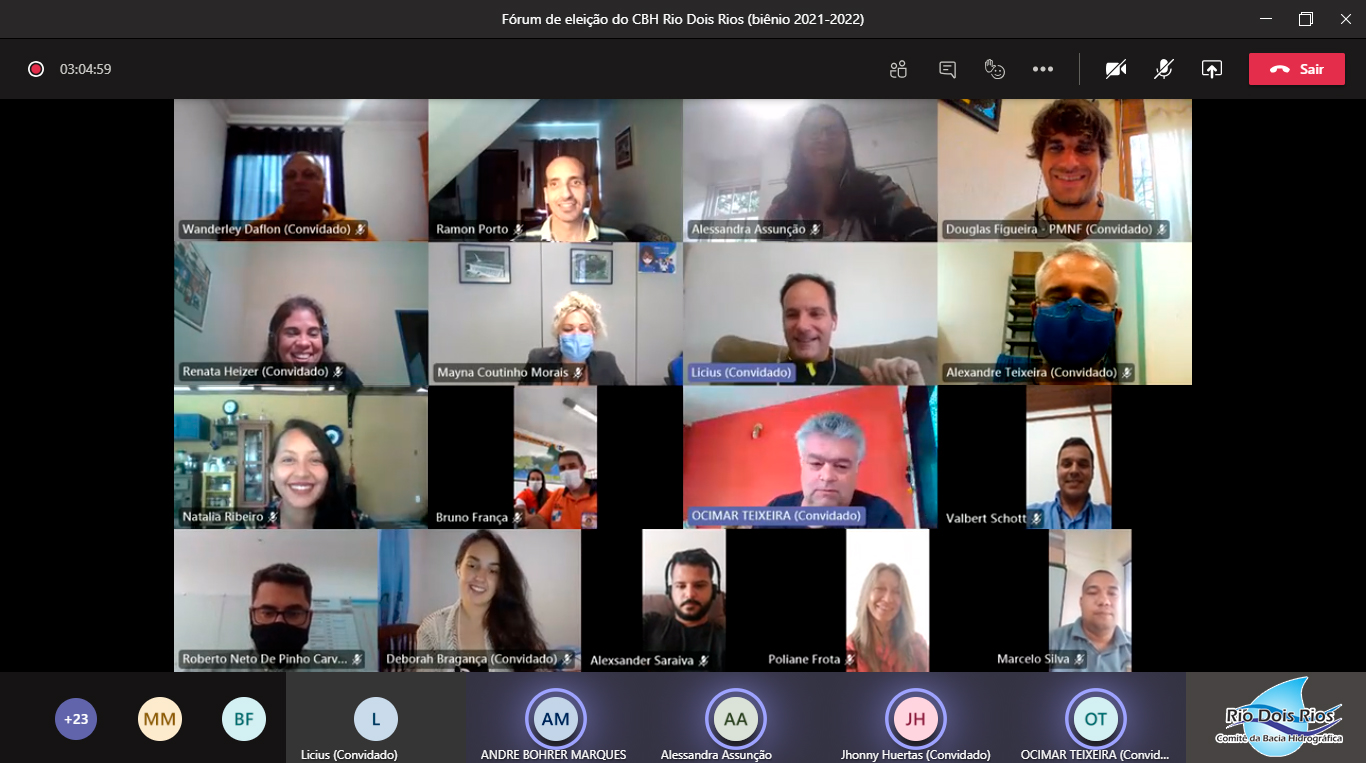 Fórum de eleição do CBH Rio Dois Rios (biênio 2021-2022)
03:04:59
Sair
Wanderley Daflon (Convidado)
Ramon Porto
Alessandra Assunção
Douglas Figueira - PMNF (Convidado)
Renata Heizer (Convidado)
Mayna Coutinho Morais
Licius (Convidado)
Alexandre Teixeira (Convidado)
Natalia Ribeiro
Bruno França
OCIMAR TEIXEIRA (Convidado)
Valbert Schott
Roberto Neto De Pinho Carv...
Deborah Bragança (Convidado)
Alexsander Saraiva
Poliane Frota
Marcelo Silva
+23
MM
BF
L
AM
AA
JH
OT
Licius (Convidado)
ANDRE BOHRER MARQUES
Alessandra Assunção
Jhonny Huertas (Convidado)
OCIMAR TEIXEIRA (Convid...
Rio Dois Rios
Comitê da Bacia Hidrográfica